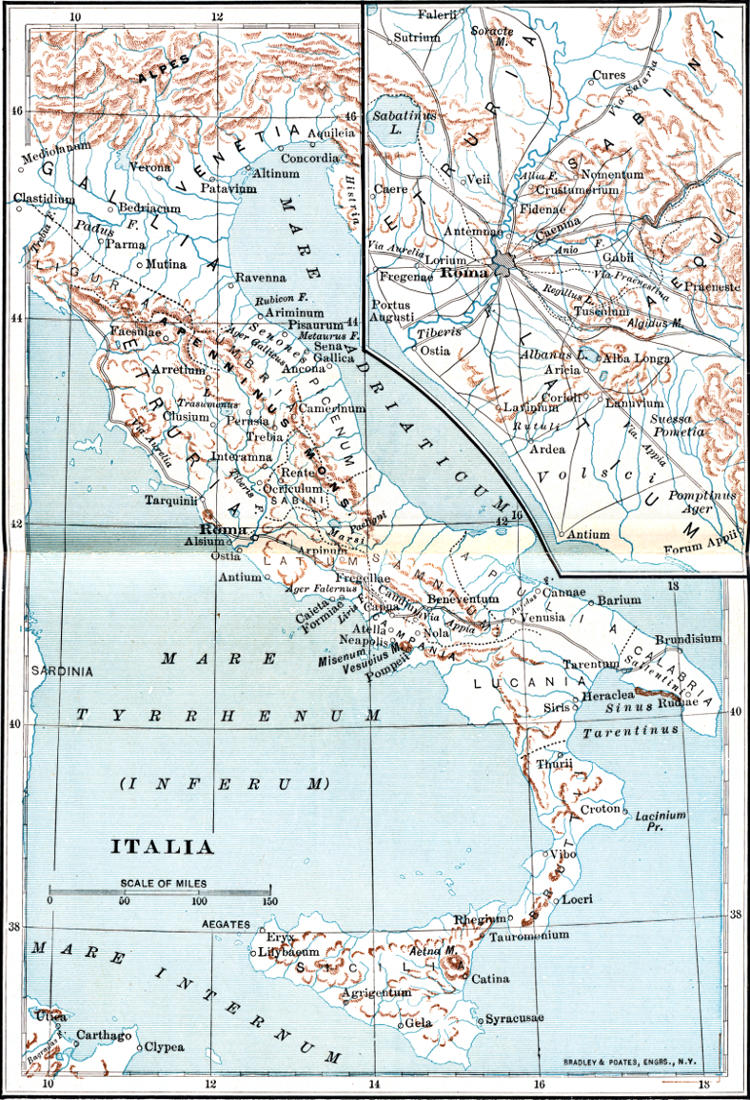 10
12
ALPES
46
46
Mediolanum
Verona
VENETIA
Aquileia
Concordia
Altinum
Patavium
Histria
GALLIA
Clastidium
Bedriacum
Trebia F.
Padus F.
Parma
Mutina
MARE
ADRIATICUM
LIGURIA
Ravenna
Rubicon F.
Ariminum
Pisaurum
44
44
Metaurus F.
Faesulae
APENNINUS MONS
UMBRIA
Senones
Ager Gallicus
Sena
Gallica
Ancona
Arretium
ETRURIA
PICENUM
L.
Trasumenus
Camerinum
Clusium
Perusia
Trebia
Via Aurelia
Interamna
Reate
Tiberis F.
Ocriculum
SABINI
Tarquinii
Roma
42
42
16
Paeligni
Marsi
Alsium
Ostia
Arpinum
LATIUM
SAMNIUM
Antium
Fregellae
Ager Falernus
APULIA
Cannae
Barium
Aufidus
Caieta
Formiae
Liris F.
Capua
Caudium
Beneventum
Via Appia
Venusia
Atella
Nola
CAMPANIA
Neapolis
Misenum
Vesuvius M.
Pompeii
Brundisium
Tarentum
CALABRIA
Sallentini
SARDINIA
MARE
LUCANIA
Heraclea
Siris
Sinus
Tarentinus
Rudiae
TYRRHENUM
40
40
Thurii
(INFERUM)
Croton
Lacinium
Pr.
BRUTTII
ITALIA
Vibo
SCALE OF MILES
0
50
100
150
Locri
38
38
AEGATES
Rhegium
Eryx
Tauromenium
Lilybaeum
Aetna M.
SICILIA
Catina
MARE INTERNUM
Agrigentum
Gela
Syracusae
Utica
Bagradas F.
Carthago
Clypea
BRADLEY & POATES, ENGRS., N.Y.
10
12
14
16
18
18
Falerii
Sutrium
Soracte
M.
Cures
Via Salaria
Sabatinus
L.
ETRURIA
SABINI
Veii
Allia F.
Nomentum
Crustumerium
Caere
Fidenae
Antemnae
Caenina
Via Aurelia
Lorium
Anio F.
Gabii
AEQUI
Roma
Via Praenestina
Fregenae
Praeneste
Regillus L.
Tusculum
Portus
Augusti
Algidus M.
Tiberis
Ostia
LATIUM
Albanus L.
Alba Longa
Aricia
Corioli
Lanuvium
Lavinium
Rutuli
Suessa
Pometia
Ardea
Via Appia
Volsci
Pomptinus
Ager
Antium
Forum Appii